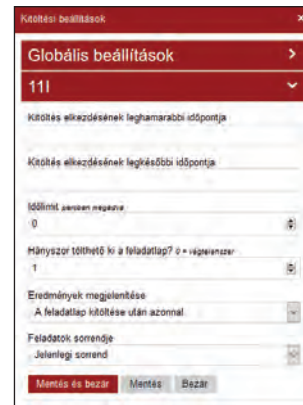 Kitöltési beállítások
Globális beállítások
11I
Kitöltés elkezdésének leghamarabbi időpontja
Kitöltés elkezdésének legkésőbbi időpontja
Időlimit percben megadva
0
Hányszor tölthető ki a feladatlap? 0 = végtelenszer
1
Eredmények megjelenítése
A feladatlap kitöltése után azonnal
Feladatok sorrendje
Jelenlegi sorrend
Mentés és bezár Mentés Bezár